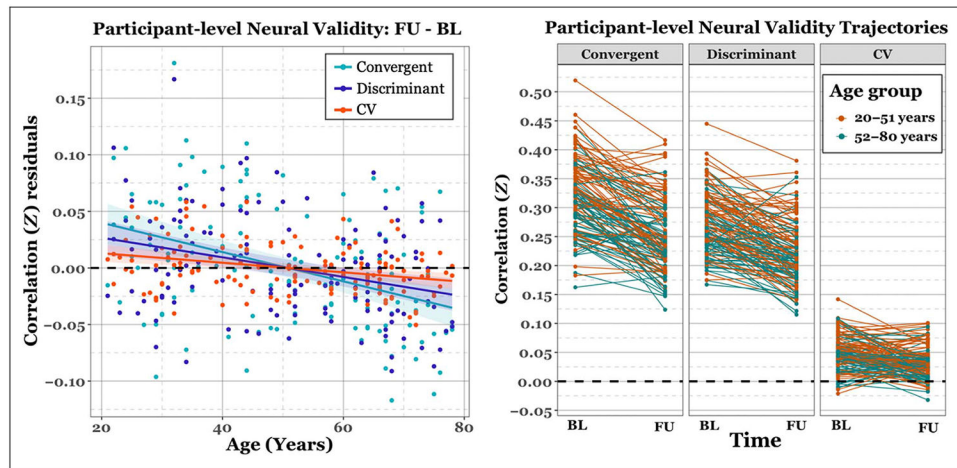 Participant-level Neural Validity: FU - BL
Correlation (Z) residuals
0.15
0.10
0.05
0.00
−0.05
−0.10
Convergent
Discriminant
CV
20
40
60
80
Age (Years)
Participant-level Neural Validity Trajectories
Convergent
Discriminant
CV
Correlation (Z)
0.50
0.45
0.40
0.35
0.30
0.25
0.20
0.15
0.10
0.05
0.00
−0.05
Age group
20–51 years
52–80 years
BL
FU
BL
FU
BL
FU
Time